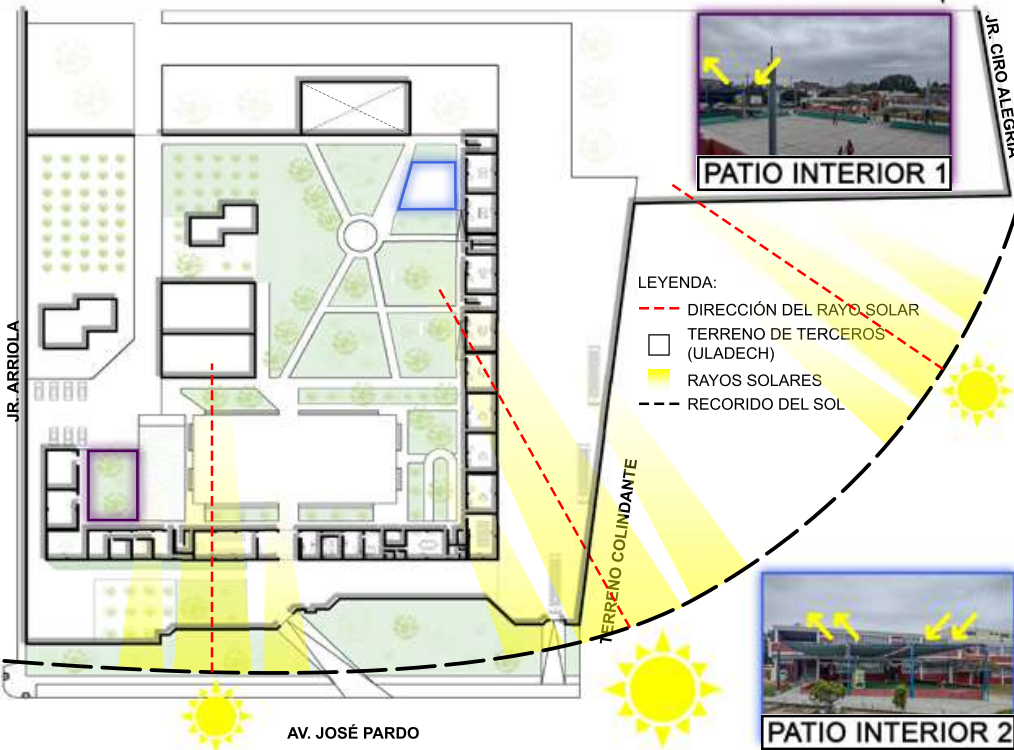 JR. CIRO ALEGRIA
PATIO INTERIOR 1
LEYENDA:
DIRECCIÓN DEL RAYO SOLAR
TERRENO DE TERCEROS
(ULADECH)
RAYOS SOLARES
RECORIDO DEL SOL
JR. ARRIOLA
TERRENO COLINDANTE
PATIO INTERIOR 2
AV. JOSÉ PARDO